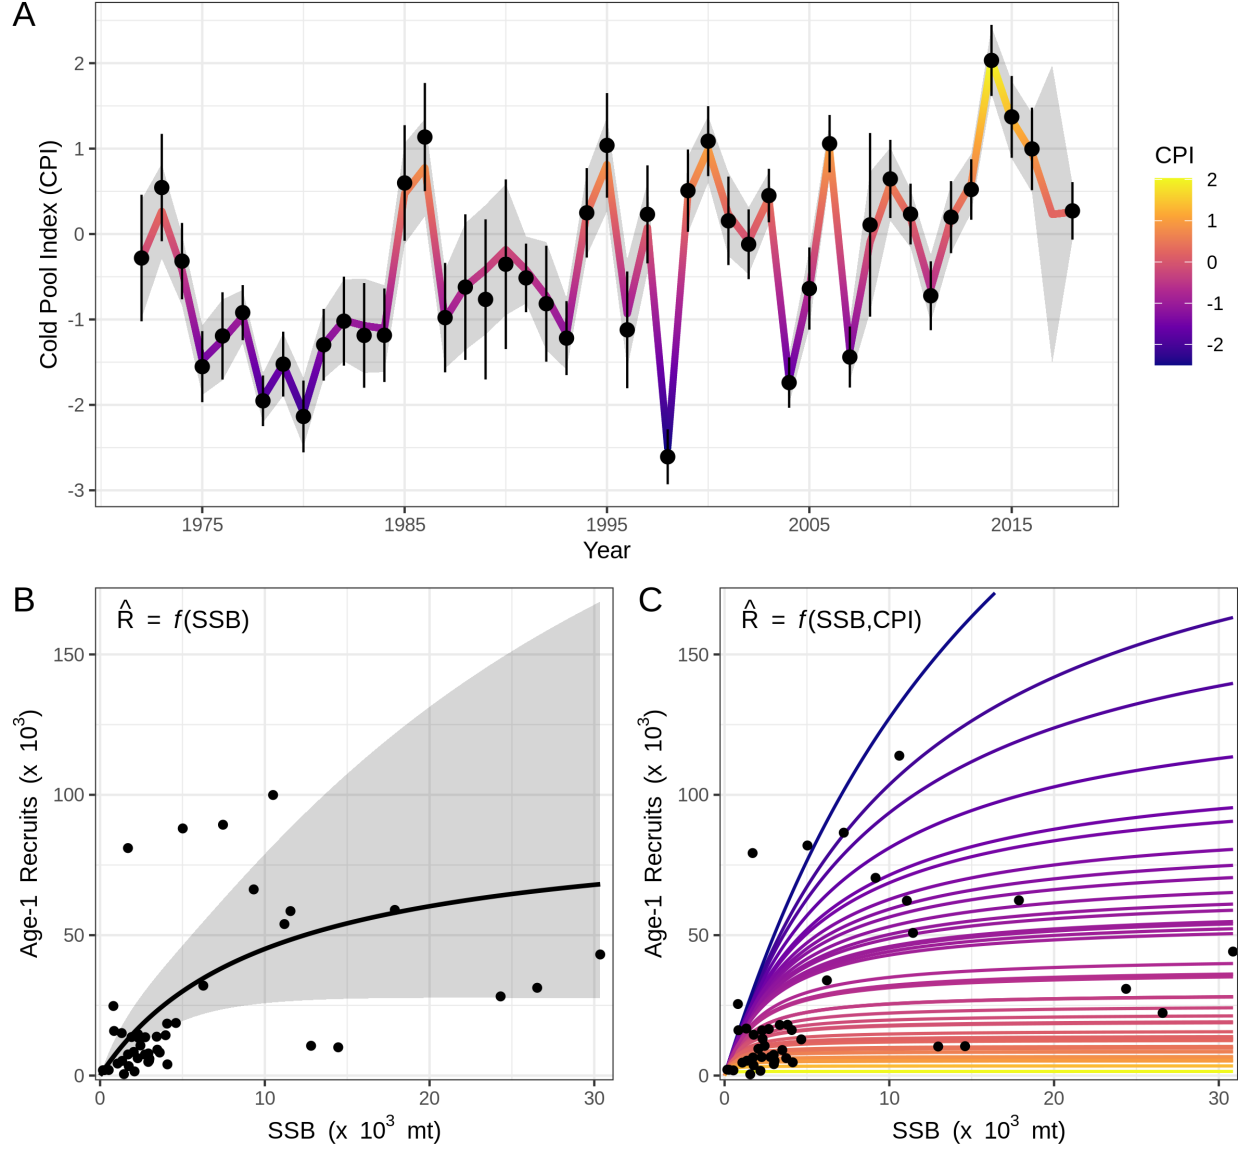 A
Cold Pool Index (CPI)
2
1
0
-1
-2
-3
1975 1985 1995 2005 2015
Year
CPI
2
1
0
-1
-2
B
R̂ = f(SSB)
Age-1 Recruits (x 10³)
150
100
50
0
0 10 20 30
SSB (x 10³ mt)
C
R̂ = f(SSB,CPI)
Age-1 Recruits (x 10³)
150
100
50
0
0 10 20 30
SSB (x 10³ mt)